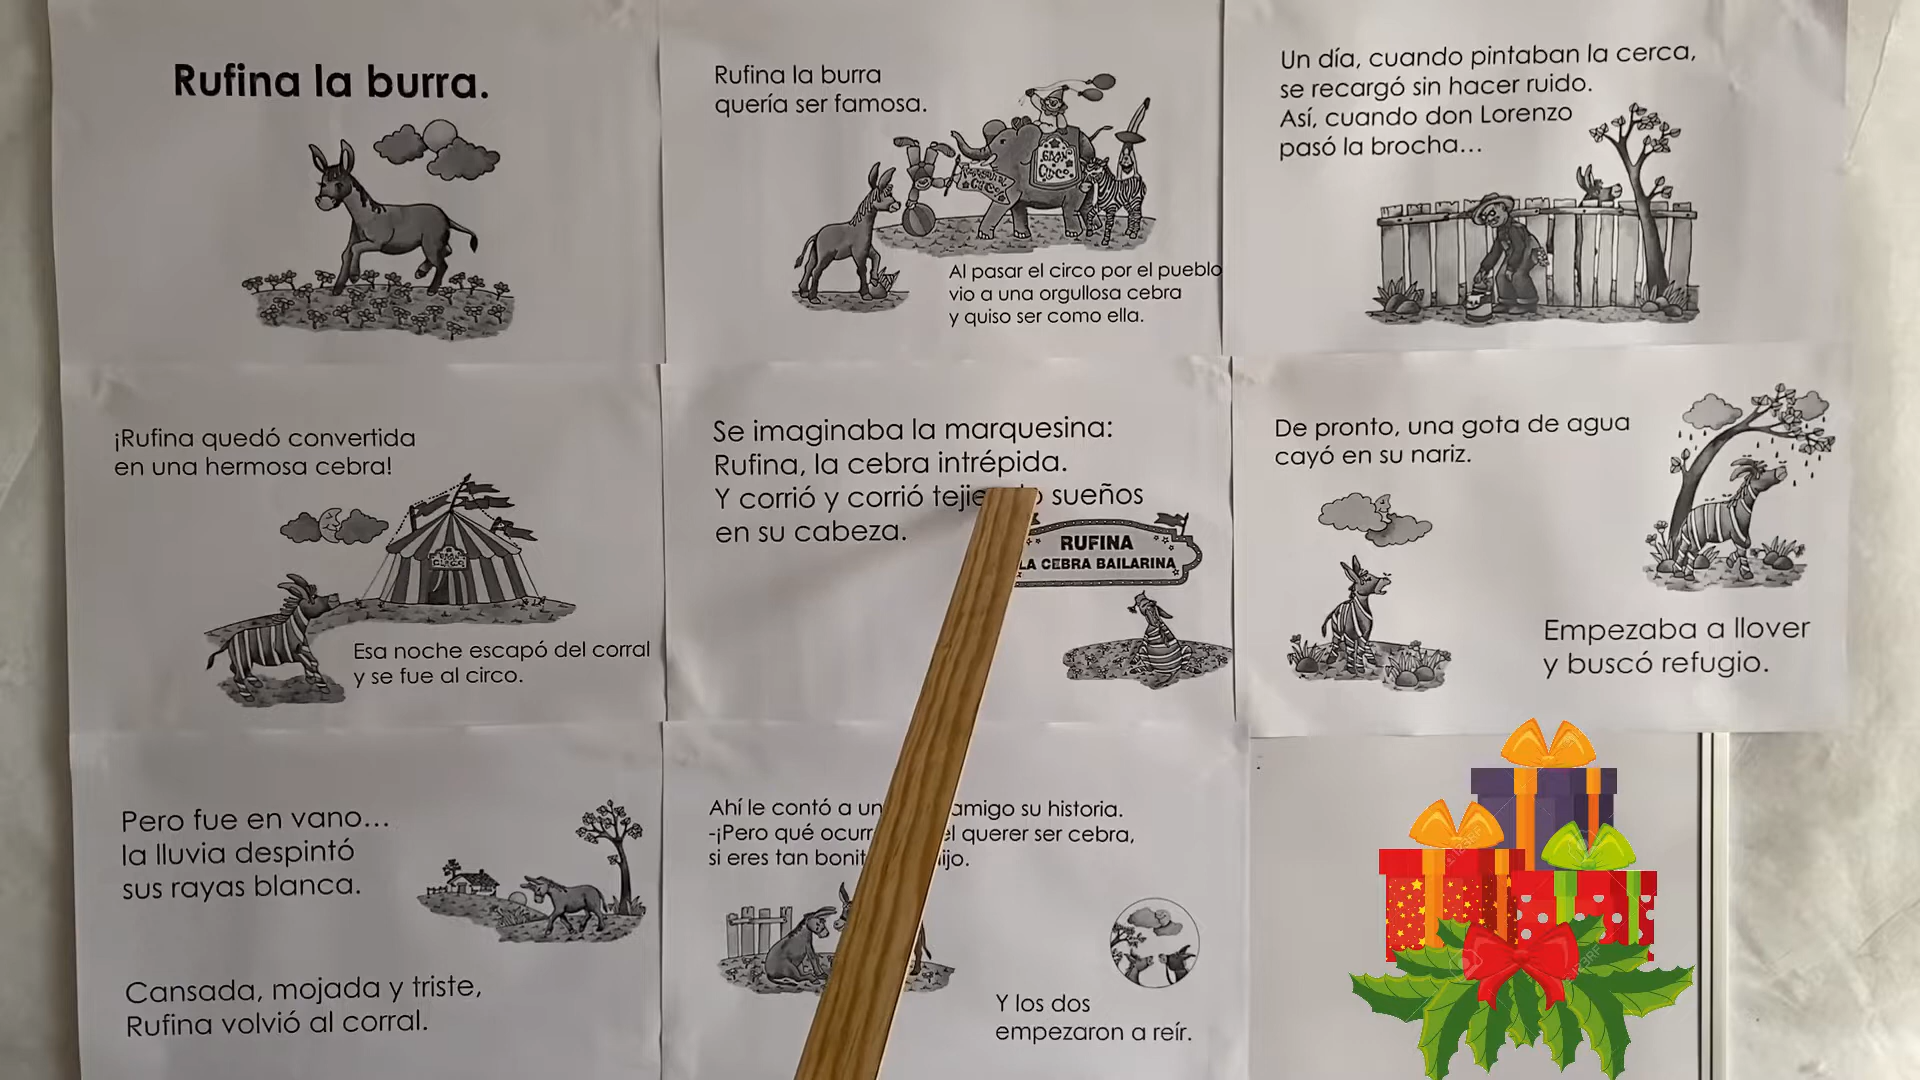 Rufina la burra.
Rufina la burra
quería ser famosa.
GRAN
CIRCO
Al pasar el circo por el pueblo
vio a una orgullosa cebra
y quiso ser como ella.
Un día, cuando pintaban la cerca,
se recargó sin hacer ruido.
Así, cuando don Lorenzo
pasó la brocha...
¡Rufina quedó convertida
en una hermosa cebra!
GRAN
CIRCO
Esa noche escapó del corral
y se fue al circo.
Se imaginaba la marquesina:
Rufina, la cebra intrépida.
Y corrió y corrió sueños
en su cabeza.
RUFINA
LA CEBRA BAILARINA
De pronto, una gota de agua
cayó en su nariz.
Empezaba a llover
y buscó refugio.
Pero fue en vano...
la lluvia despintó
sus rayas blanca.
Cansada, mojada y triste,
Rufina volvió al corral.
Ahí le contó a un amigo su historia.
-¡Pero qué querer ser cebra,
si eres tan
Y los dos
empezaron a reír.